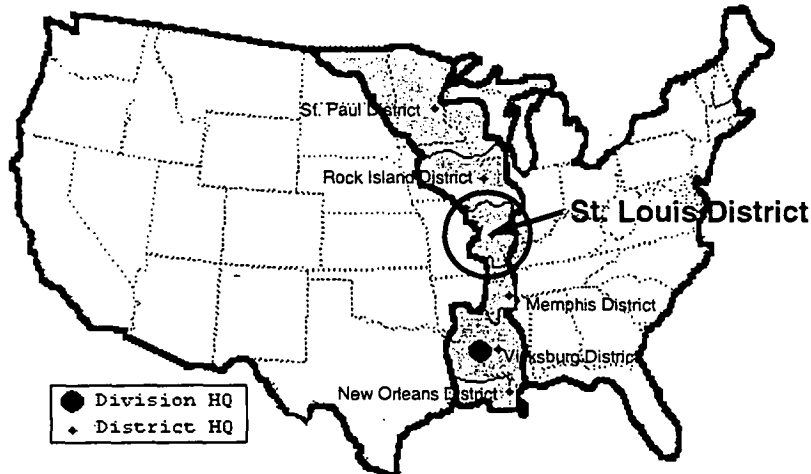 St. Paul District
Rock Island District
St. Louis District
Memphis District
Vicksburg District
New Orleans District
Division HQ
District HQ